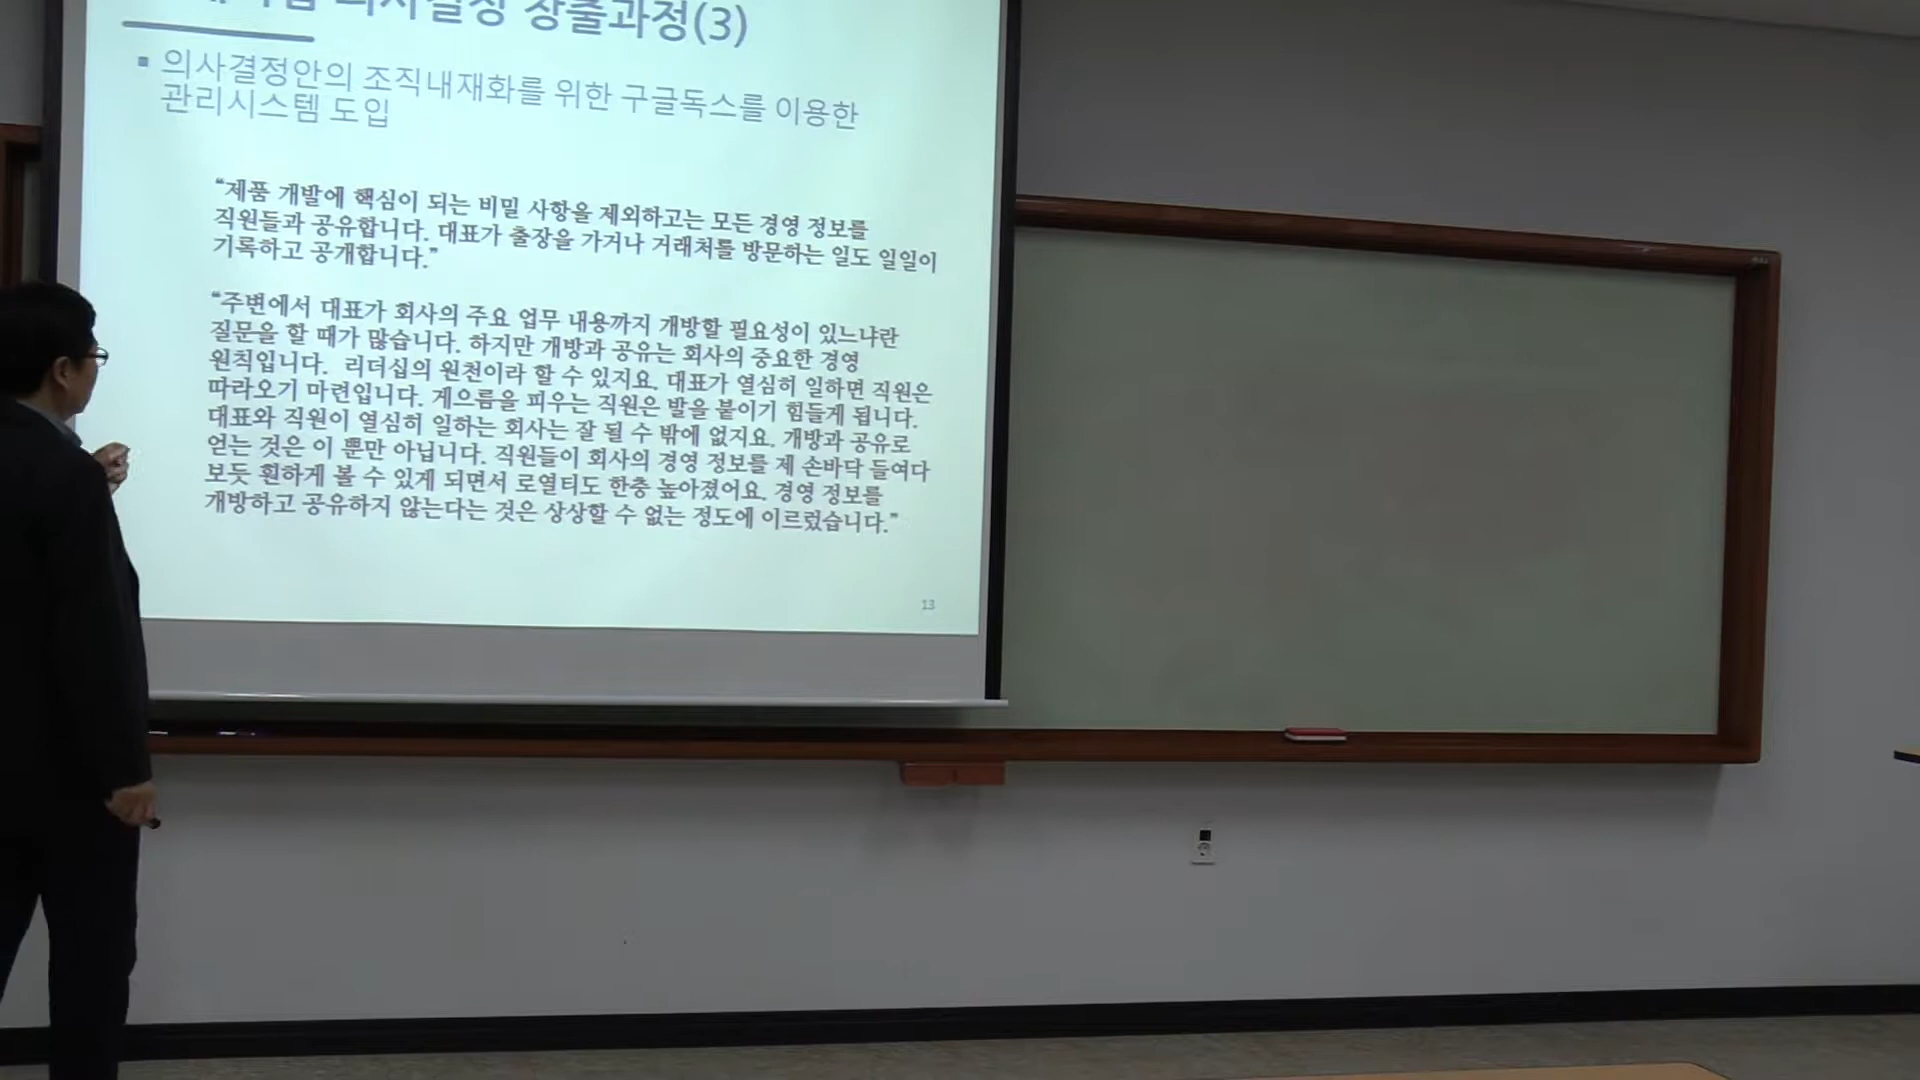 의사결정 창출과정(3)
의사결정안의 조직내재화를 위한 구글독스를 이용한
관리시스템 도입
“제품 개발에 핵심이 되는 비밀 사항을 제외하고는 모든 경영 정보를
직원들과 공유합니다. 대표가 출장을 가거나 거래처를 방문하는 일도 일일이
기록하고 공개합니다.”
“주변에서 대표가 회사의 주요 업무 내용까지 개방할 필요성이 있느냐란
질문을 할 때가 많습니다. 하지만 개방과 공유는 회사의 중요한 경영
원칙입니다. 리더십의 원천이라 할 수 있지요. 대표가 열심히 일하면 직원은
따라오기 마련입니다. 게으름을 피우는 직원은 발을 붙이기 힘들게 됩니다.
대표와 직원이 열심히 일하는 회사는 잘 될 수 밖에 없지요. 개방과 공유로
얻는 것은 이 뿐만 아닙니다. 직원들이 회사의 경영 정보를 제 손바닥 들여다
보듯 훤하게 볼 수 있게 되면서 로열티도 한층 높아졌어요. 경영 정보를
개방하고 공유하지 않는다는 것은 상상할 수 없는 정도에 이르렀습니다.”
13